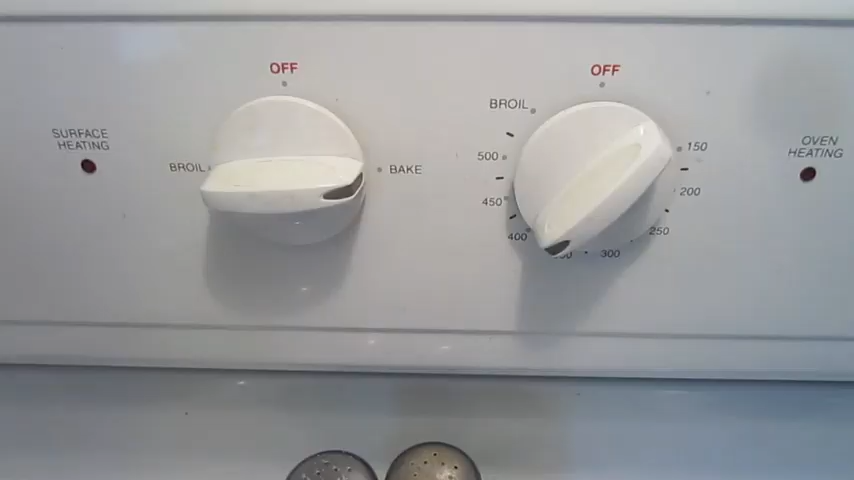 OFF
OFF
BROIL
SURFACE
HEATING
BROIL
BAKE
500
150
OVEN
HEATING
450
200
400
250
300